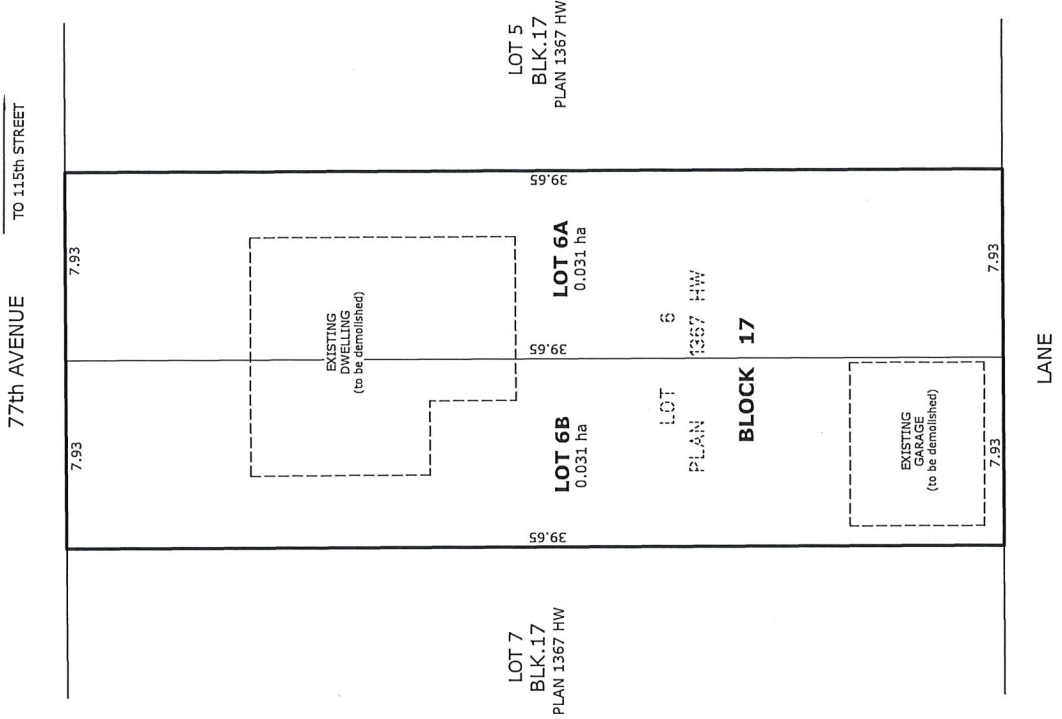 TO 115th STREET
77th AVENUE
LOT 5
BLK.17
PLAN 1367 HW
39.65
7.93
7.93
LOT 6A
0.031 ha
EXISTING
DWELLING
(to be demolished)
39.65
LOT 6
PLAN 1367 HW
BLOCK 17
7.93
LOT 6B
0.031 ha
EXISTING
GARAGE
(to be demolished)
7.93
39.65
LANE
LOT 7
BLK.17
PLAN 1367 HW